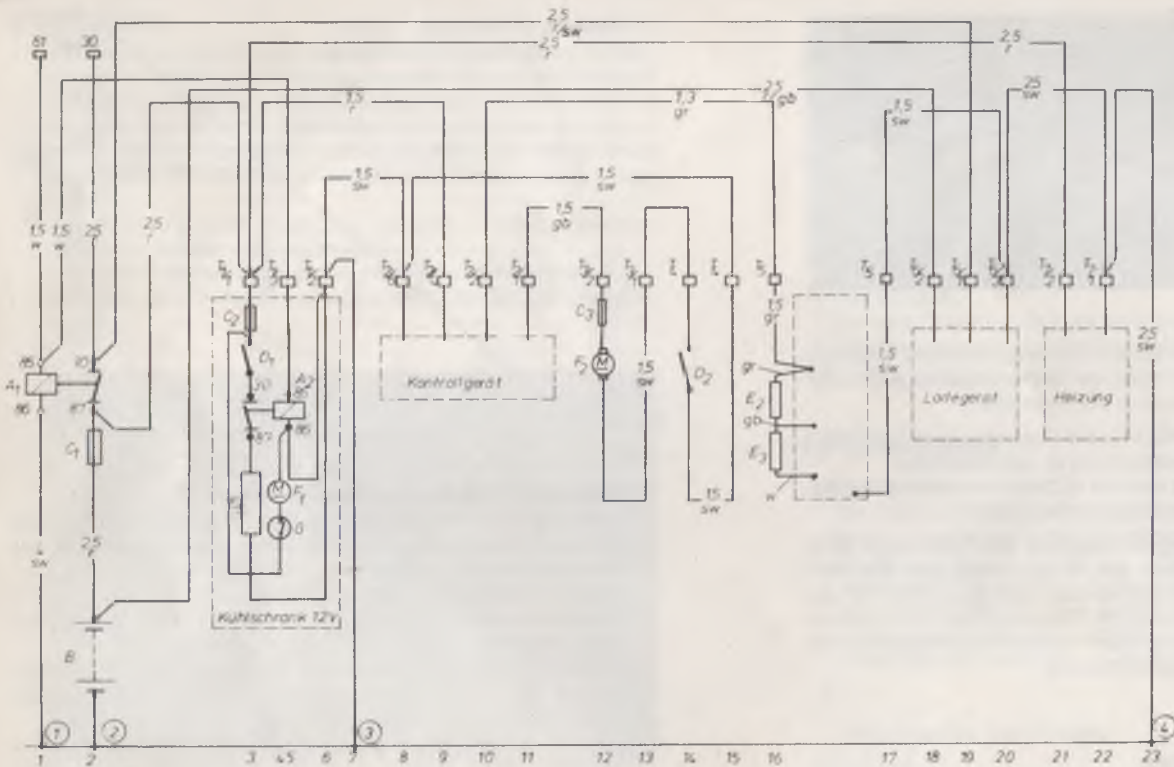 2,5
sw
2,5
r
2,5
r
61
30
1,5
r
1,3
gr
2,5
gb
2,5
sw
1,5
sw
1,5
sw
1,5
sw
1,5
gb
1,5
w
1,5
w
2,5
2,5
r
85
A1
86
30
87
C1
C2
D1
30
A2
85
87
86
E1
M
F1
G
Kühlschrank 12V
Kontrollgerät
C3
F2
M
1,5
sw
D2
1,5
sw
1,5
gr
gr
E2
gb
E3
w
1,5
sw
Ladegerät
Heizung
2,5
sw
sw
2,5
r
B
1
2
3
4
1
2
3
4
5
6
7
8
9
10
11
12
13
14
15
16
17
18
19
20
21
22
23